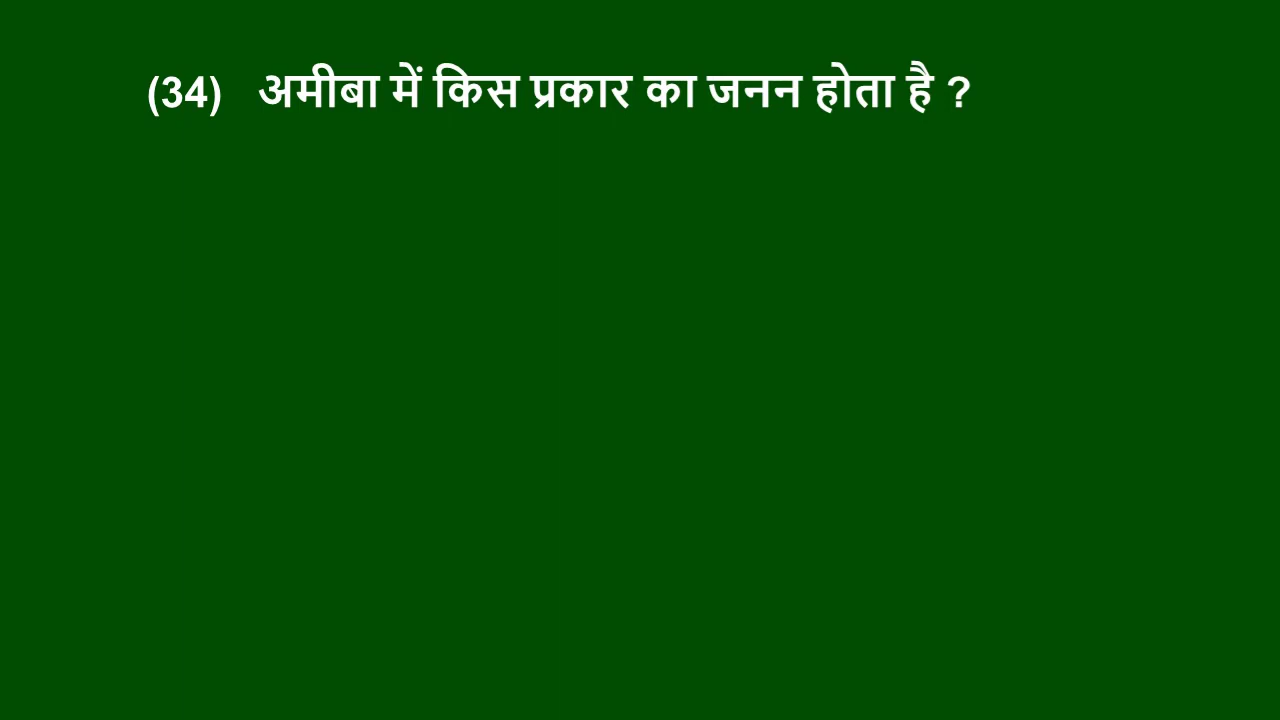 (34) अमीबा में किस प्रकार का जनन होता है ?